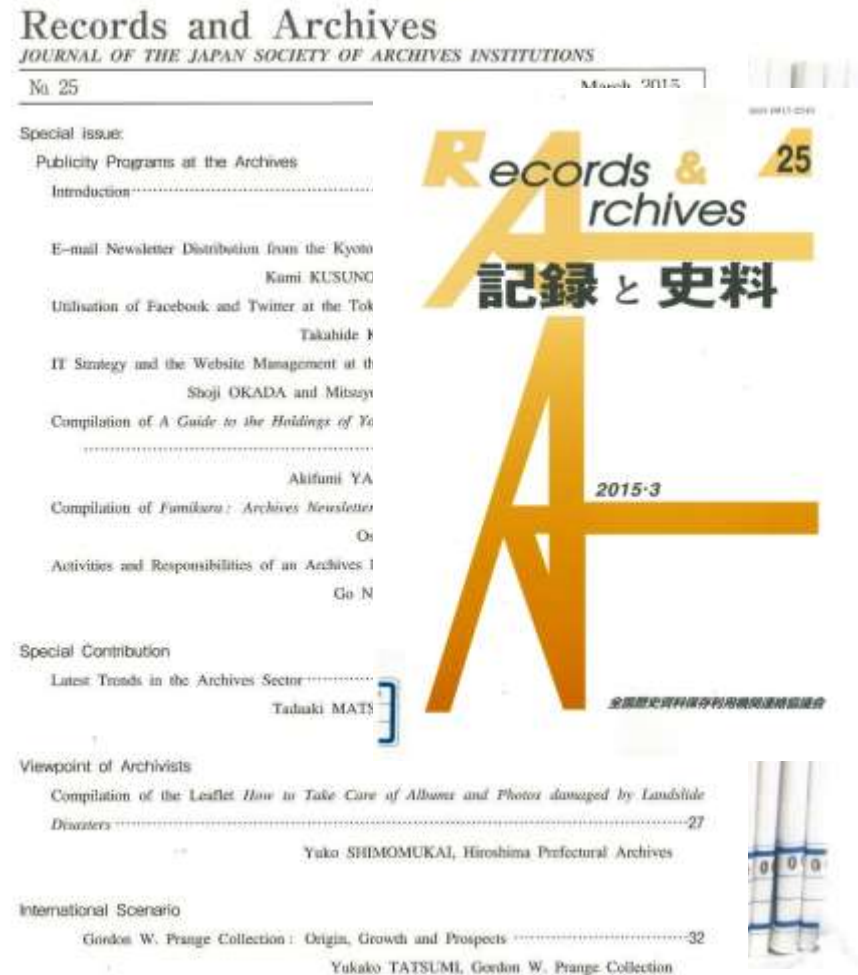 Records and Archives
JOURNAL OF THE JAPAN SOCIETY OF ARCHIVES INSTITUTIONS
No. 25
March 2015
Special issue:
Publicity Programs at the Archives
Introduction
E-mail Newsletter Distribution from the Kyoto
Kumi KUSUNO
Utilisation of Facebook and Twitter at the Tok
Takahide K
IT Strategy and the Website Management at th
Shoji OKADA and Mitsuy
Compilation of A Guide to the Holdings of Yo
Akifumi YA
Compilation of Fumikura: Archives Newsletter
Os
Activities and Responsibilities of an Archives
Go N
Special Contribution
Latest Trends in the Archives Sector
Tadaaki MATS
Viewpoint of Archivists
Compilation of the Leaflet How to Take Care of Albums and Photos damaged by Landslide
Disasters 27
Yuko SHIMOMUKAI, Hiroshima Prefectural Archives
International Scenario
Gordon W. Prange Collection: Origin, Growth and Prospects 32
Yukako TATSUMI, Gordon W. Prange Collection
25
Records &
Archives
記録と史料
2015·3
全国歴史資料保存利用機関連絡協議会
0 0 0